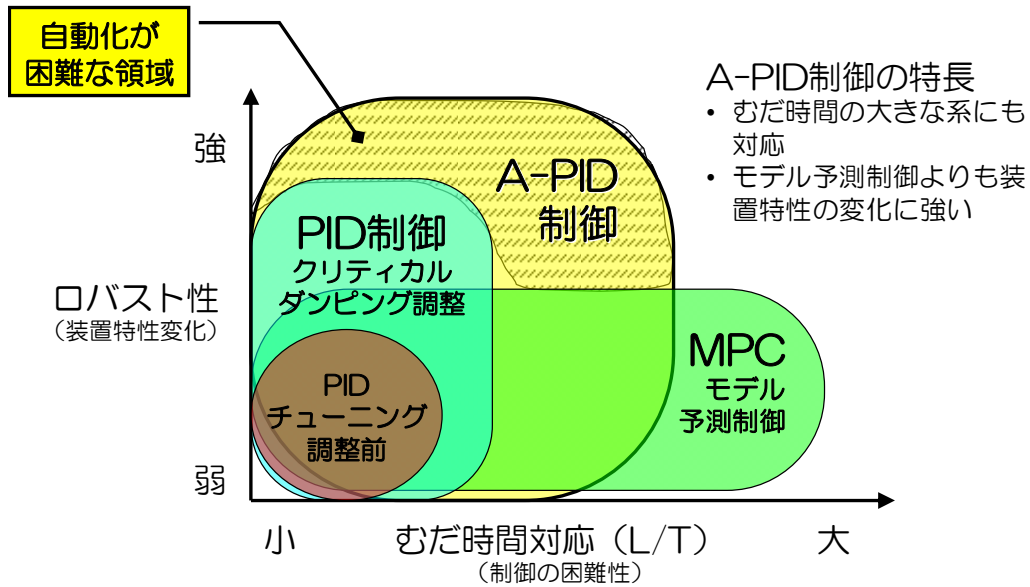 自動化が
困難な領域
A-PID制御の特長
• むだ時間の大きな系にも
対応
• モデル予測制御よりも装
置特性の変化に強い
強
A-PID
制御
PID制御
クリティカル
ダンピング調整
ロバスト性
（装置特性変化）
MPC
モデル
予測制御
PID
チューニング
調整前
弱
小
むだ時間対応（L/T）
大
（制御の困難性）